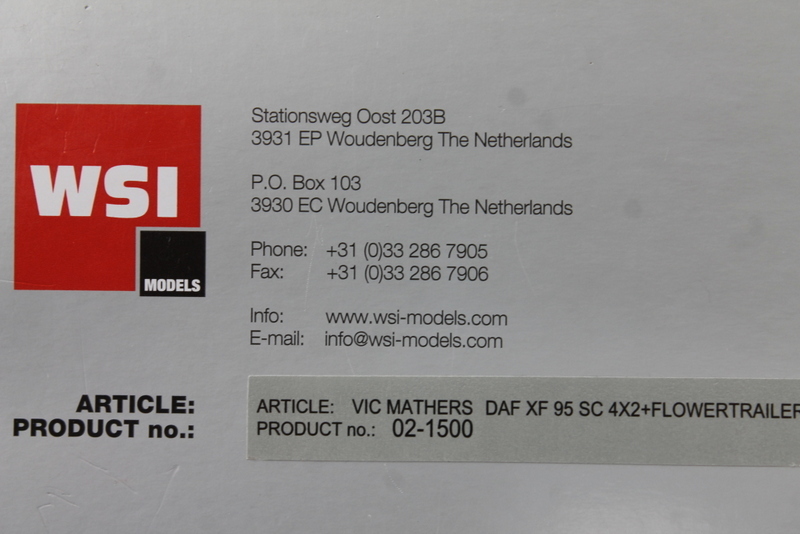 WSI
MODELS
Stationsweg Oost 203B
3931 EP Woudenberg The Netherlands
P.O. Box 103
3930 EC Woudenberg The Netherlands
Phone: +31 (0)33 286 7905
Fax: +31 (0)33 286 7906
Info: www.wsi-models.com
E-mail: info@wsi-models.com
ARTICLE:
PRODUCT no.:
ARTICLE: VIC MATHERS DAF XF 95 SC 4X2+FLOWERTRAILER
PRODUCT no.: 02-1500